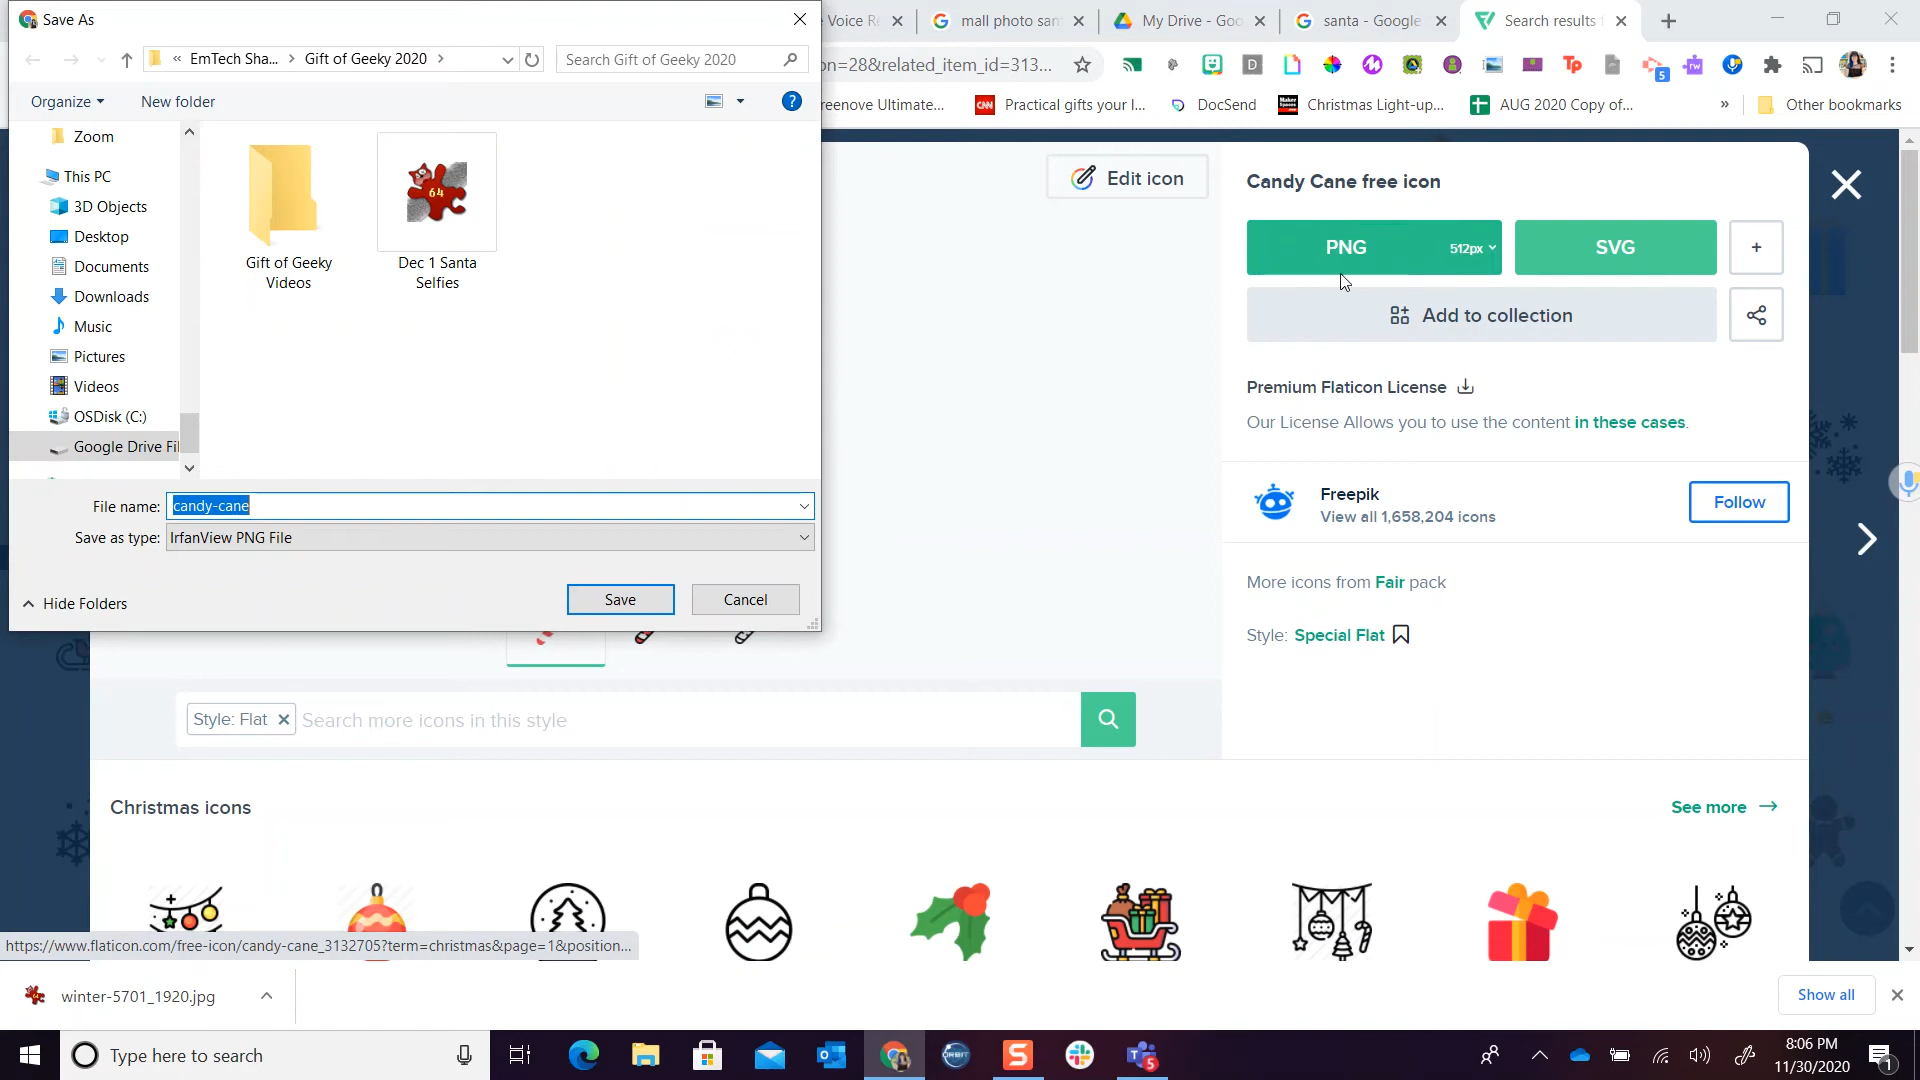 Save As
Voice R
mall photo san
My Drive - Goo
santa - Google
Search results f
« EmTech Sha... > Gift of Geeky 2020 >
Search Gift of Geeky 2020
on=28&related_item_id=313...
5
Organize
New folder
reenove Ultimate...
CNN
Practical gifts your l...
DocSend
Christmas Light-up...
AUG 2020 Copy of...
»
Other bookmarks
Zoom
This PC
3D Objects
Desktop
Documents
Downloads
Music
Pictures
Videos
OSDisk (C:)
Google Drive Fil
Gift of Geeky
Videos
64
Dec 1 Santa
Selfies
Edit icon
Candy Cane free icon
PNG
512px
SVG
+
Add to collection
Premium Flaticon License
Our License Allows you to use the content in these cases.
Freepik
View all 1,658,204 icons
Follow
More icons from Fair pack
Style: Special Flat
File name: candy-cane
Save as type: IrfanView PNG File
Hide Folders
Save
Cancel
Style: Flat ×
Search more icons in this style
Christmas icons
See more →
https://www.flaticon.com/free-icon/candy-cane_3132705?term=christmas&page=1&position...
winter-5701_1920.jpg
Show all
Type here to search
ORBIT
5
8:06 PM
11/30/2020
1